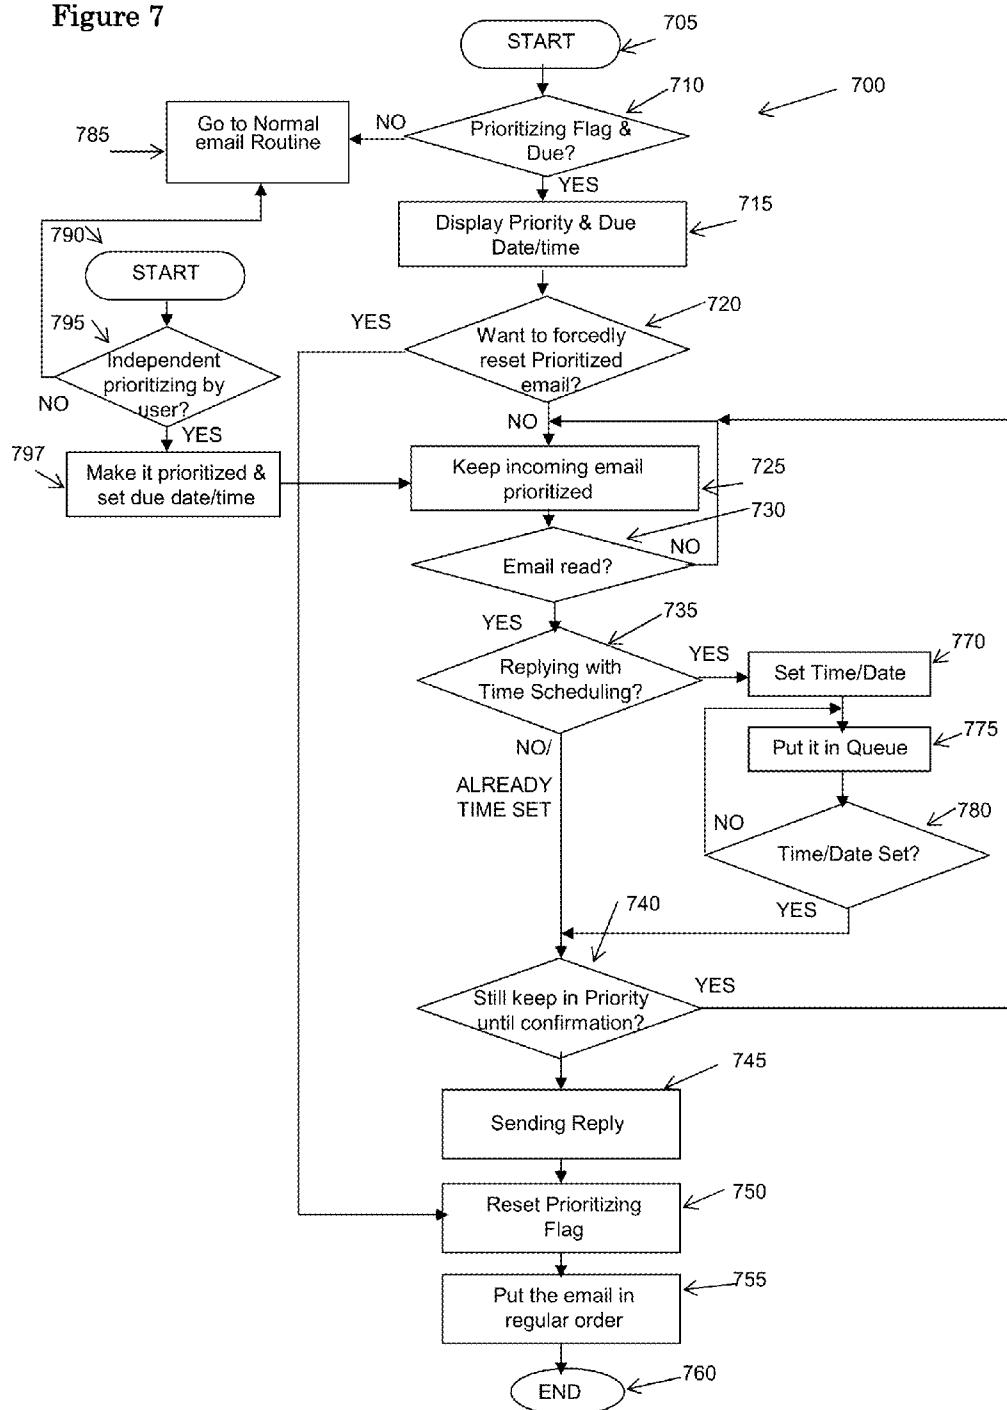 Figure 7
START
705
710
700
Prioritizing Flag &
Due?
NO
Go to Normal
email Routine
785
YES
Display Priority & Due
Date/time
715
790
START
720
YES
Want to forcedly
reset Prioritized
email?
795
Independent
prioritizing by
user?
NO
NO
YES
797
Make it prioritized &
set due date/time
Keep incoming email
prioritized
725
730
NO
Email read?
YES
735
Replying with
Time Scheduling?
YES
770
Set Time/Date
775
Put it in Queue
NO/
ALREADY
TIME SET
780
NO
Time/Date Set?
YES
740
Still keep in Priority
until confirmation?
YES
745
Sending Reply
Reset Prioritizing
Flag
750
Put the email in
regular order
755
END
760